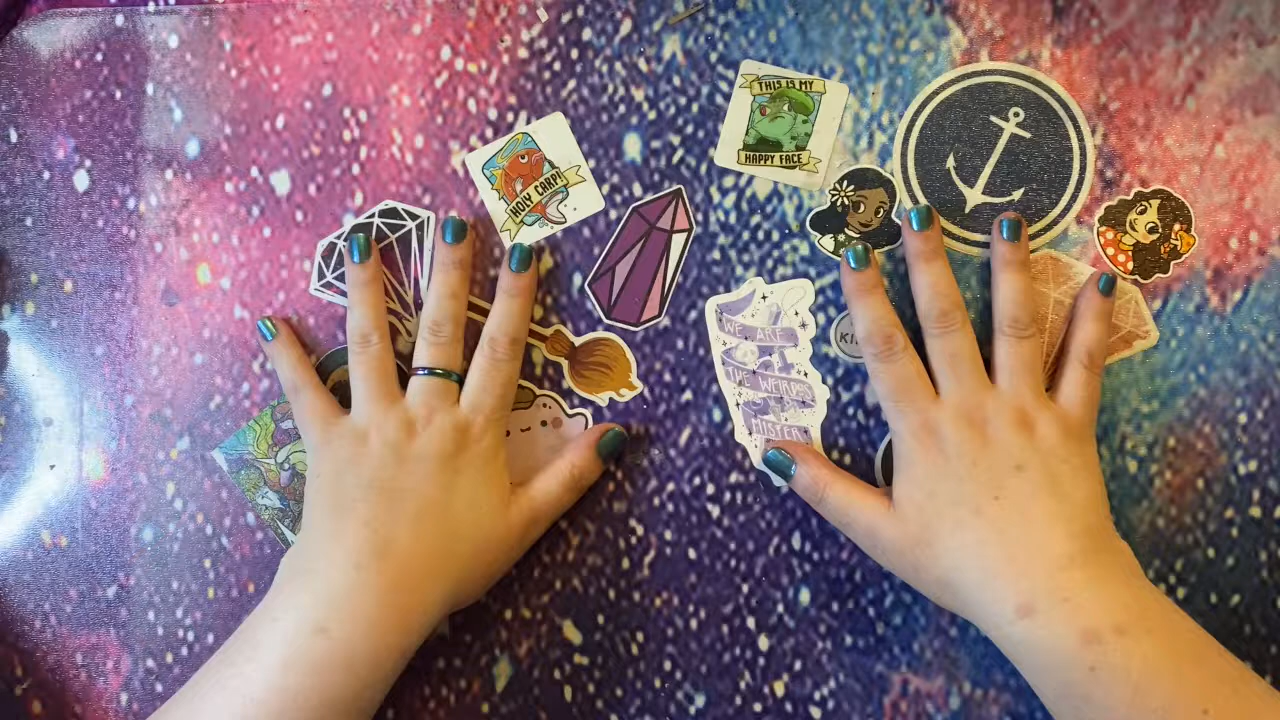 HOLY CARP!
THIS IS MY
HAPPY FACE
WE ARE
THE WEIRDOS
MISTER